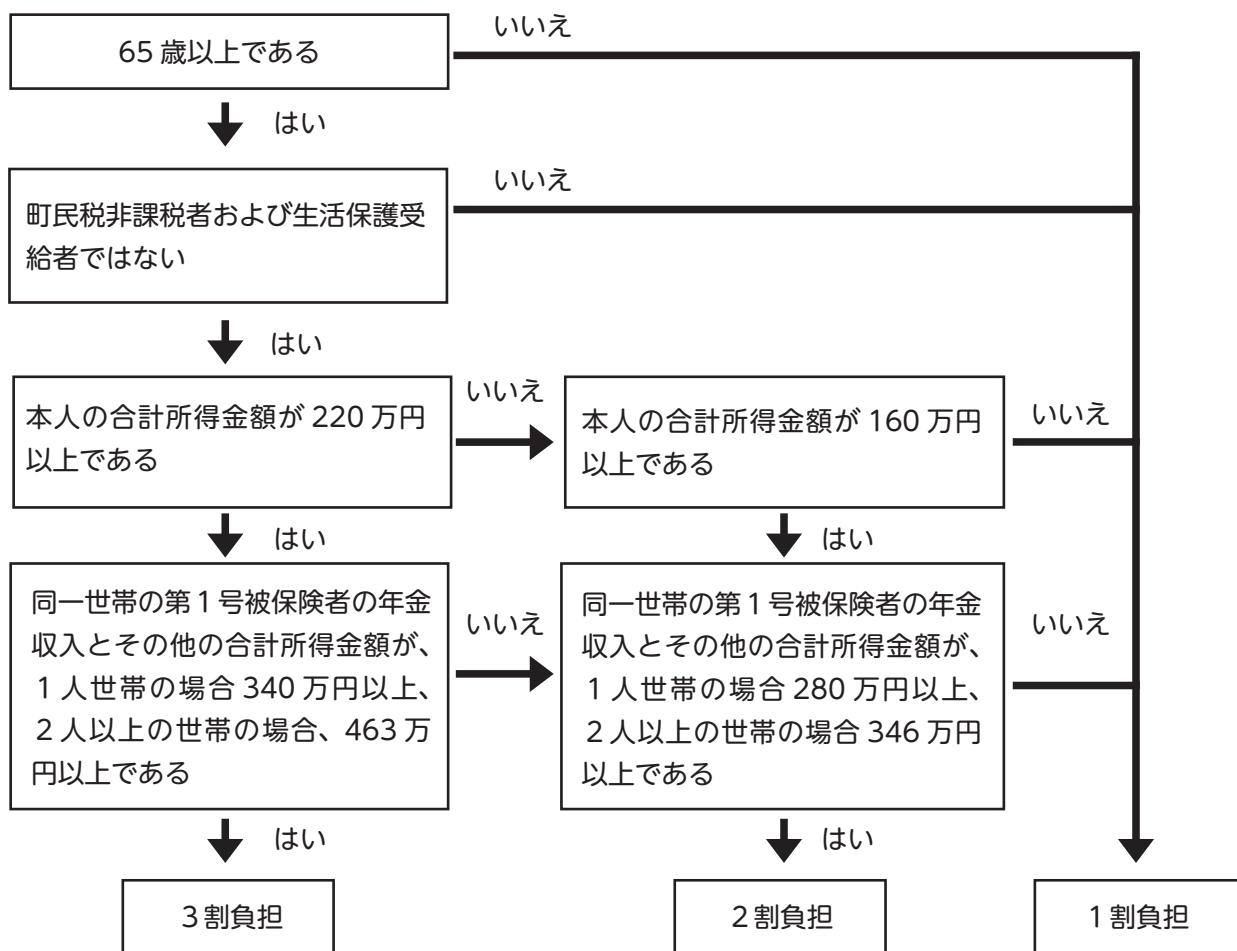 65 歳以上である
いいえ
はい
町民税非課税者および生活保護受
給者ではない
いいえ
はい
本人の合計所得金額が 220 万円
以上である
いいえ
本人の合計所得金額が 160 万円
以上である
いいえ
はい
はい
同一世帯の第1号被保険者の年金
収入とその他の合計所得金額が、
1人世帯の場合 340 万円以上、
2人以上の世帯の場合、463 万
円以上である
いいえ
同一世帯の第1号被保険者の年金
収入とその他の合計所得金額が、
1人世帯の場合 280 万円以上、
2人以上の世帯の場合 346 万円
以上である
いいえ
はい
はい
3割負担
2割負担
1割負担